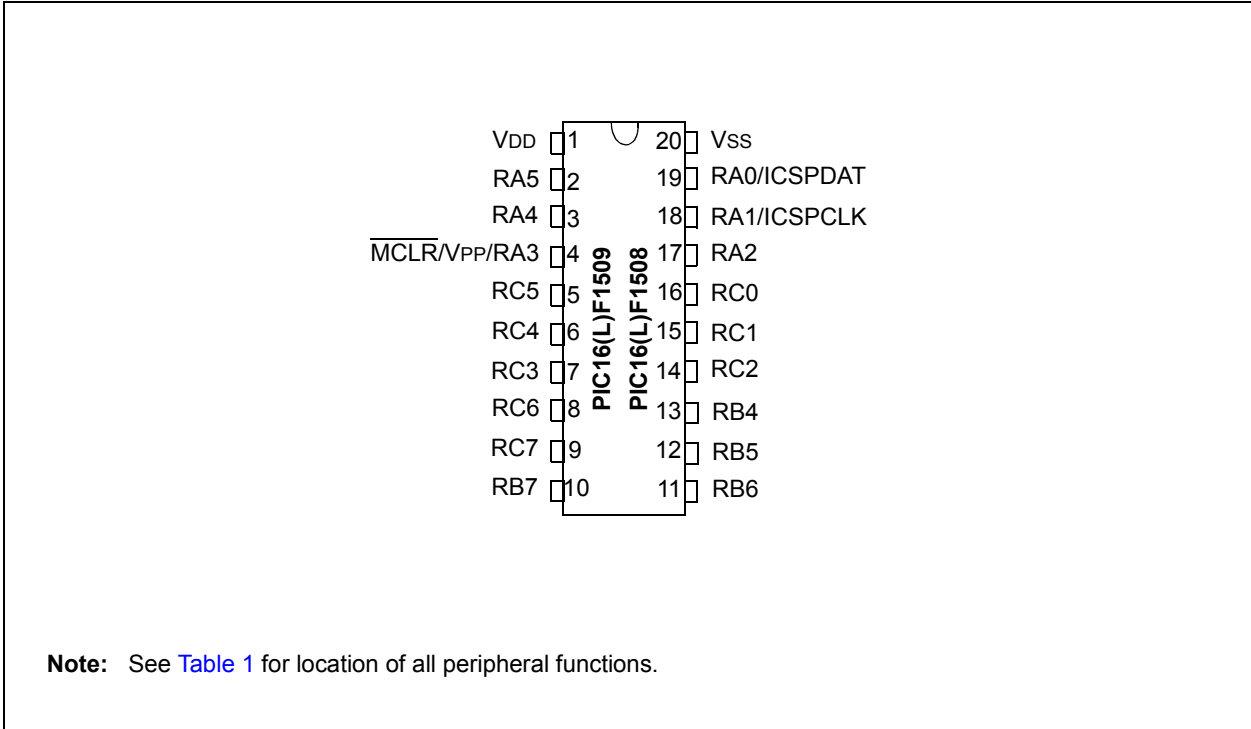 VDD 1 20 VSS
RA5 2 19 RA0/ICSPDAT
RA4 3 18 RA1/ICSPCLK
MCLR/VPP/RA3 4 17 RA2
RC5 5 16 RC0
RC4 6 15 RC1
RC3 7 14 RC2
RC6 8 13 RB4
RC7 9 12 RB5
RB7 10 11 RB6
PIC16(L)F1509
PIC16(L)F1508
Note: See Table 1 for location of all peripheral functions.